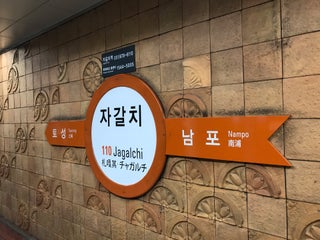 토성
자갈치
110 Jagalchi
札嘎其·チャガルチ
남포
Nampo
南浦